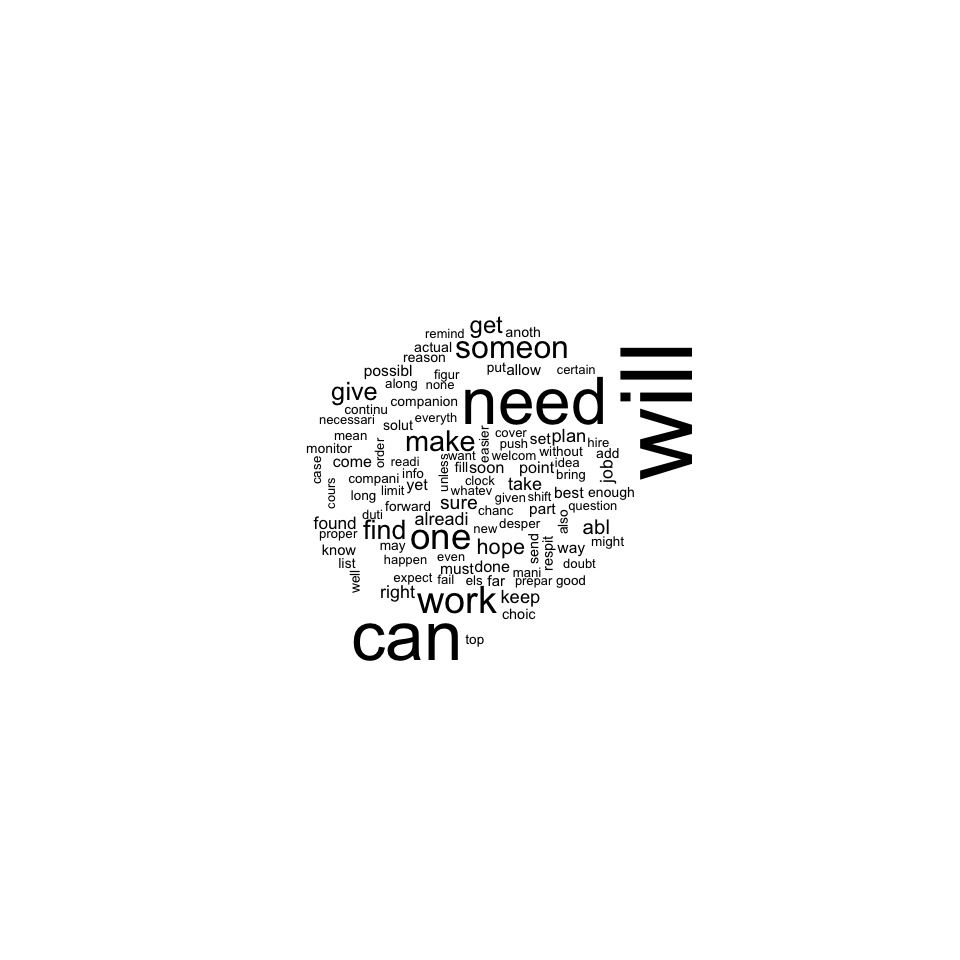 get
remind
anoth
actual
someon
reason
possibl
put
allow
certain
figur
along
none
give
companion
need
will
continu
necessari
everyth
solut
mean
order
make
easier
cover
push
set
plan
hire
monitor
want
welcom
without
add
come
readi
unless
fill
soon
point
idea
job
case
info
bring
compani
yet
clock
take
cours
long
limit
whatev
given
shift
best
enough
forward
sure
chanc
part
question
duti
alreadi
new
desper
also
abl
found
proper
find
one
know
may
hope
send
respit
way
might
list
happen
even
must
done
doubt
well
expect
fail
els
far
mani
prepar
good
right
work
keep
choic
can
top